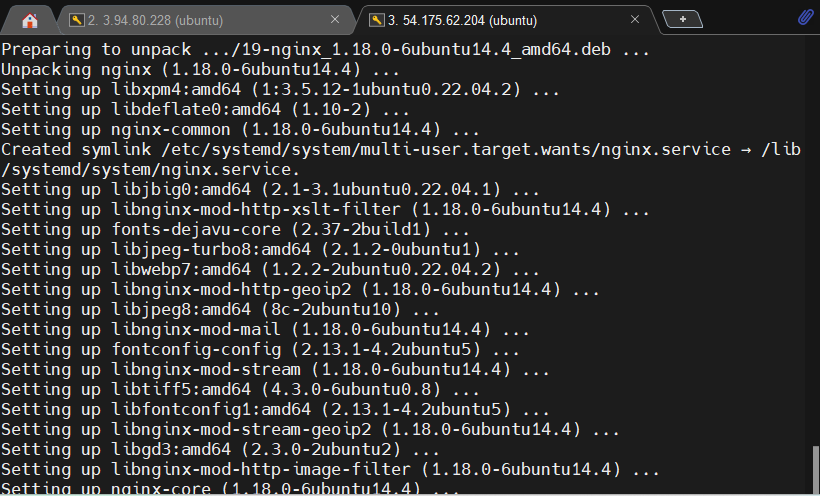 2. 3.94.80.228 (ubuntu)
3. 54.175.62.204 (ubuntu)
Preparing to unpack .../19-nginx_1.18.0-6ubuntu14.4_amd64.deb ...
Unpacking nginx (1.18.0-6ubuntu14.4) ...
Setting up libxpm4:amd64 (1:3.5.12-1ubuntu0.22.04.2) ...
Setting up libdeflate0:amd64 (1.10-2) ...
Setting up nginx-common (1.18.0-6ubuntu14.4) ...
Created symlink /etc/systemd/system/multi-user.target.wants/nginx.service → /lib
/systemd/system/nginx.service.
Setting up libjbig0:amd64 (2.1-3.1ubuntu0.22.04.1) ...
Setting up libnginx-mod-http-xslt-filter (1.18.0-6ubuntu14.4) ...
Setting up fonts-dejavu-core (2.37-2build1) ...
Setting up libjpeg-turbo8:amd64 (2.1.2-0ubuntu1) ...
Setting up libwebp7:amd64 (1.2.2-2ubuntu0.22.04.2) ...
Setting up libnginx-mod-http-geoip2 (1.18.0-6ubuntu14.4) ...
Setting up libjpeg8:amd64 (8c-2ubuntu10) ...
Setting up libnginx-mod-mail (1.18.0-6ubuntu14.4) ...
Setting up fontconfig-config (2.13.1-4.2ubuntu5) ...
Setting up libnginx-mod-stream (1.18.0-6ubuntu14.4) ...
Setting up libtiff5:amd64 (4.3.0-6ubuntu0.8) ...
Setting up libfontconfig1:amd64 (2.13.1-4.2ubuntu5) ...
Setting up libnginx-mod-stream-geoip2 (1.18.0-6ubuntu14.4) ...
Setting up libgd3:amd64 (2.3.0-2ubuntu2) ...
Setting up libnginx-mod-http-image-filter (1.18.0-6ubuntu14.4) ...
Setting up nginx-core (1.18.0-6ubuntu14.4) ...